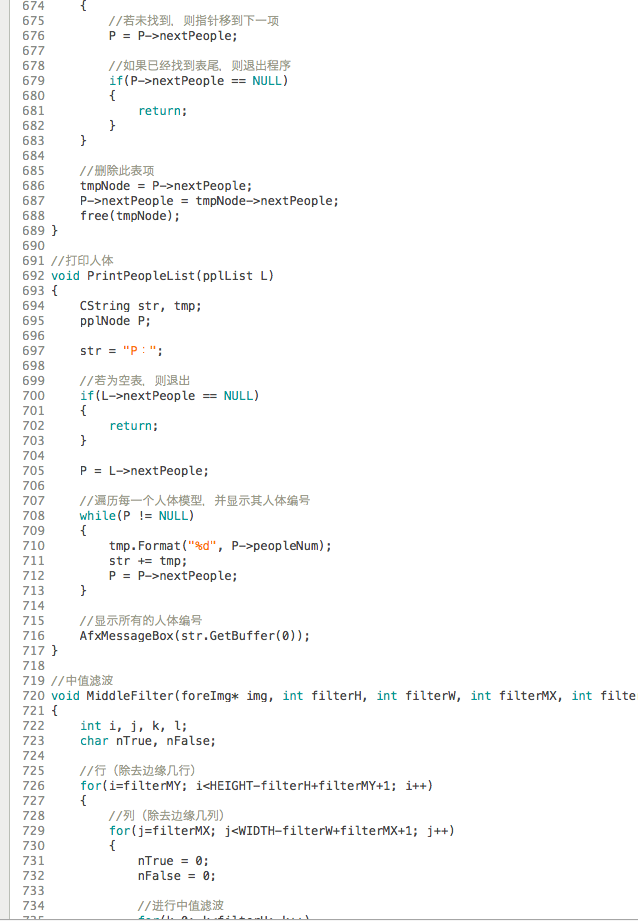 674     {
675         //若未找到，则指针移到下一项
676         P = P->nextPeople;
677
678         //如果已经找到表尾，则退出程序
679         if(P->nextPeople == NULL)
680         {
681             return;
682         }
683     }
684
685     //删除此表项
686     tmpNode = P->nextPeople;
687     P->nextPeople = tmpNode->nextPeople;
688     free(tmpNode);
689 }
690
691 //打印人体
692 void PrintPeopleList(pplList L)
693 {
694     CString str, tmp;
695     pplNode P;
696
697     str = "P：";
698
699     //若为空表，则退出
700     if(L->nextPeople == NULL)
701     {
702         return;
703     }
704
705     P = L->nextPeople;
706
707     //遍历每一个人体模型，并显示其人体编号
708     while(P != NULL)
709     {
710         tmp.Format("%d", P->peopleNum);
711         str += tmp;
712         P = P->nextPeople;
713     }
714
715     //显示所有的人体编号
716     AfxMessageBox(str.GetBuffer(0));
717 }
718
719 //中值滤波
720 void MiddleFilter(foreImg* img, int filterH, int filterW, int filterMX, int filte
721 {
722     int i, j, k, l;
723     char nTrue, nFalse;
724
725     //行（除去边缘几行）
726     for(i=filterMY; i<HEIGHT-filterH+filterMY+1; i++)
727     {
728         //列（除去边缘几列）
729         for(j=filterMX; j<WIDTH-filterW+filterMX+1; j++)
730         {
731             nTrue = 0;
732             nFalse = 0;
733
734             //进行中值滤波